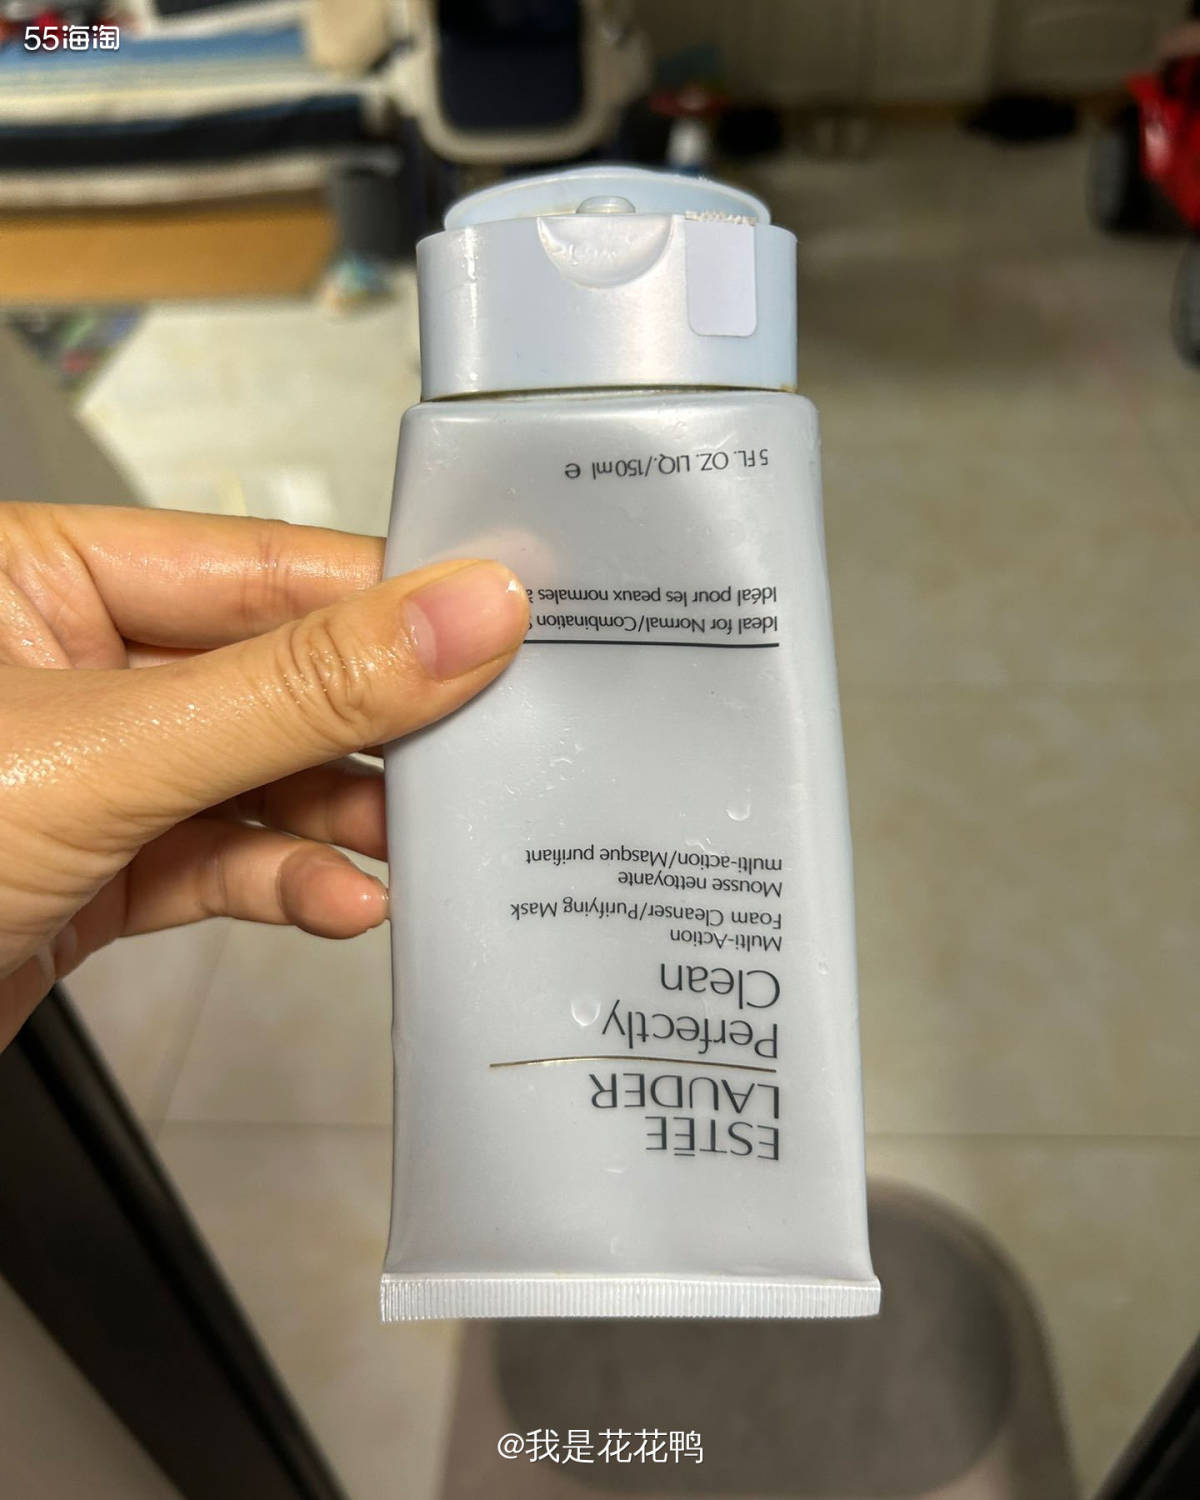 55海淘
ESTĒE
LAUDER
Perfectly
Clean
Multi-Action
Foam Cleanser/Purifying Mask
Mousse nettoyante
multi-action/Masque purifiant
Ideal for Normal/Combination
Idéal pour les peaux normales
5 FL. OZ. LIQ./150 ml e
@我是花花鸭